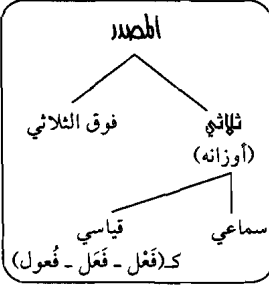 المصدر
ثلاثي فوق الثلاثي
(أوزانه)
سماعي قياسي
كـ(فَعْل - فَعَل - فُعول)